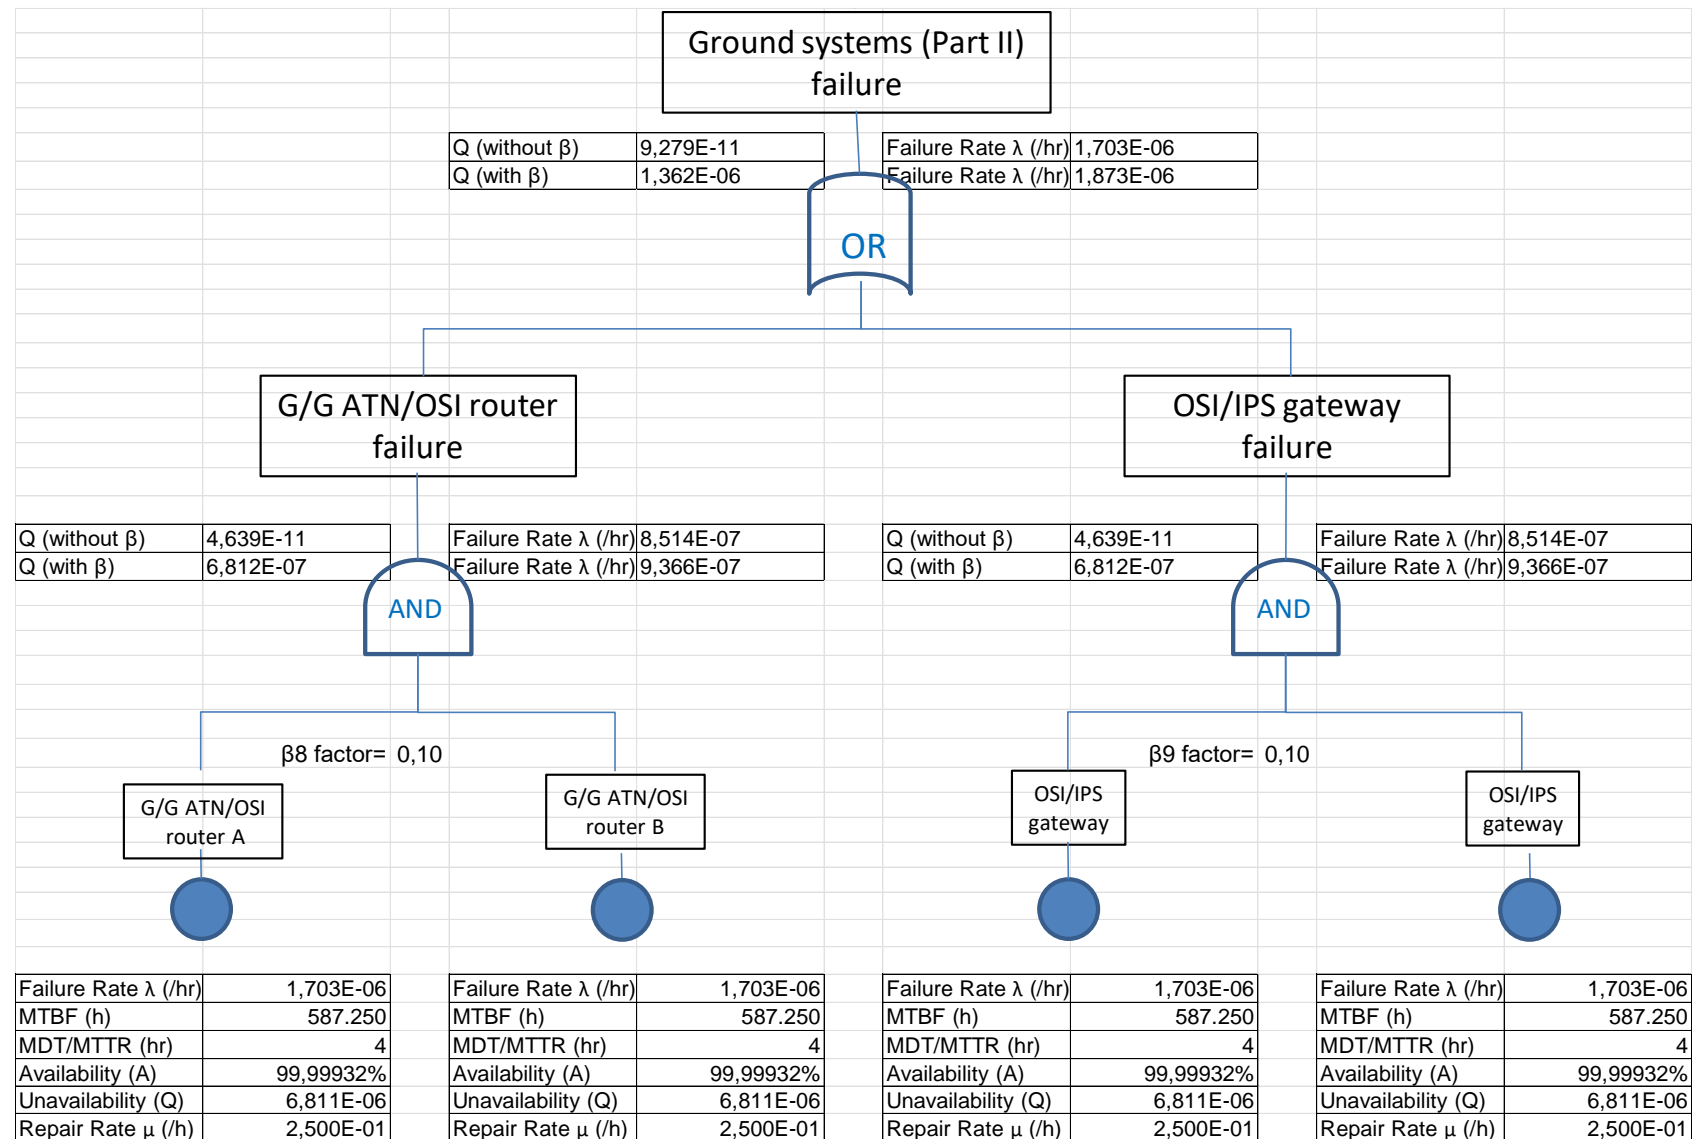 Ground systems (Part II)
failure
Q (without β) 9,279E-11 Failure Rate λ (/hr) 1,703E-06
Q (with β) 1,362E-06 Failure Rate λ (/hr) 1,873E-06
OR
G/G ATN/OSI router
failure
OSI/IPS gateway
failure
Q (without β) 4,639E-11 Failure Rate λ (/hr) 8,514E-07 Q (without β) 4,639E-11 Failure Rate λ (/hr) 8,514E-07
Q (with β) 6,812E-07 Failure Rate λ (/hr) 9,366E-07 Q (with β) 6,812E-07 Failure Rate λ (/hr) 9,366E-07
AND AND
β8 factor= 0,10 β9 factor= 0,10
G/G ATN/OSI
router A
G/G ATN/OSI
router B
OSI/IPS
gateway
OSI/IPS
gateway
Failure Rate λ (/hr) 1,703E-06 Failure Rate λ (/hr) 1,703E-06 Failure Rate λ (/hr) 1,703E-06 Failure Rate λ (/hr) 1,703E-06
MTBF (h) 587.250 MTBF (h) 587.250 MTBF (h) 587.250 MTBF (h) 587.250
MDT/MTTR (hr) 4 MDT/MTTR (hr) 4 MDT/MTTR (hr) 4 MDT/MTTR (hr) 4
Availability (A) 99,99932% Availability (A) 99,99932% Availability (A) 99,99932% Availability (A) 99,99932%
Unavailability (Q) 6,811E-06 Unavailability (Q) 6,811E-06 Unavailability (Q) 6,811E-06 Unavailability (Q) 6,811E-06
Repair Rate µ (/h) 2,500E-01 Repair Rate µ (/h) 2,500E-01 Repair Rate µ (/h) 2,500E-01 Repair Rate µ (/h) 2,500E-01